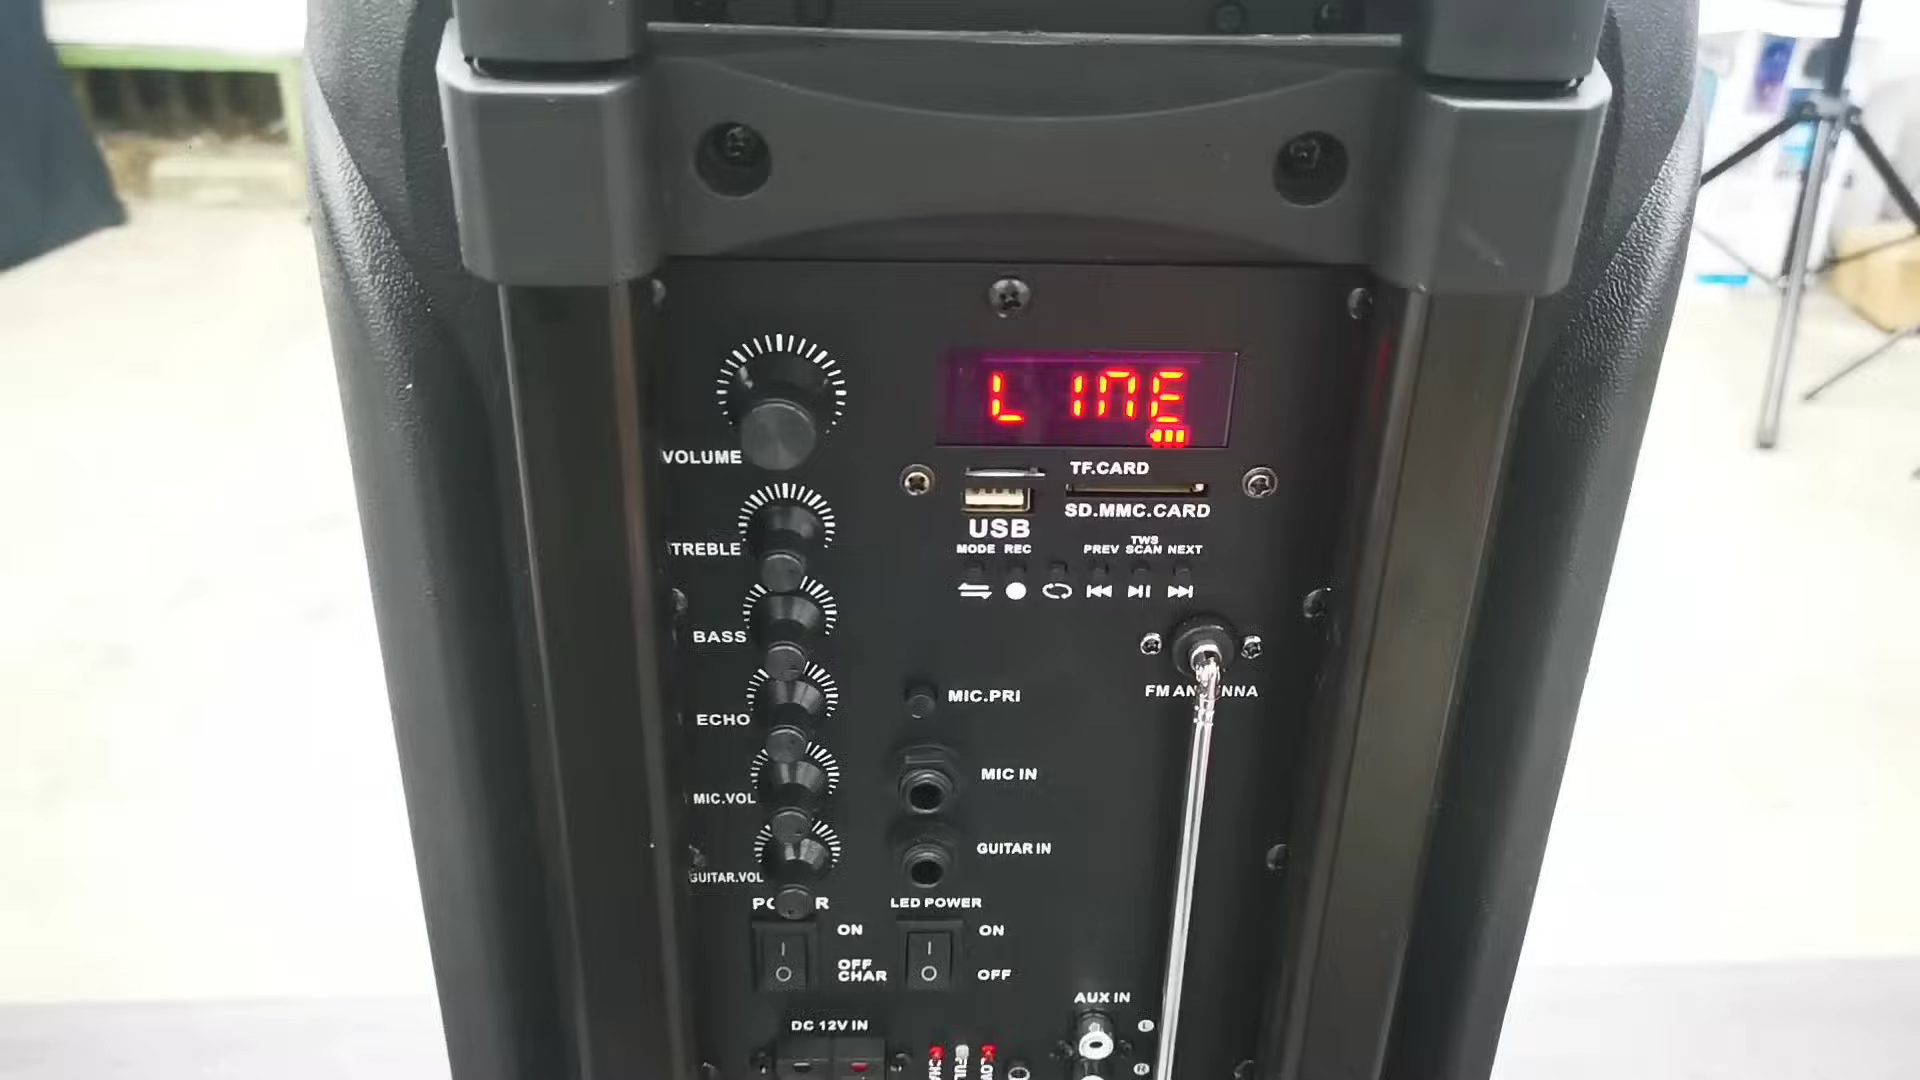 LINE
VOLUME
TF.CARD
SD.MMC.CARD
USB
TREBLE
MODE REC
TWS
PREV SCAN NEXT
BASS
MIC.PRI
FM
ECHO
MIC IN
MIC.VOL
GUITAR IN
GUITAR.VOL
LED POWER
ON
ON
OFF
CHAR
OFF
AUX IN
DC 12V IN
L
R